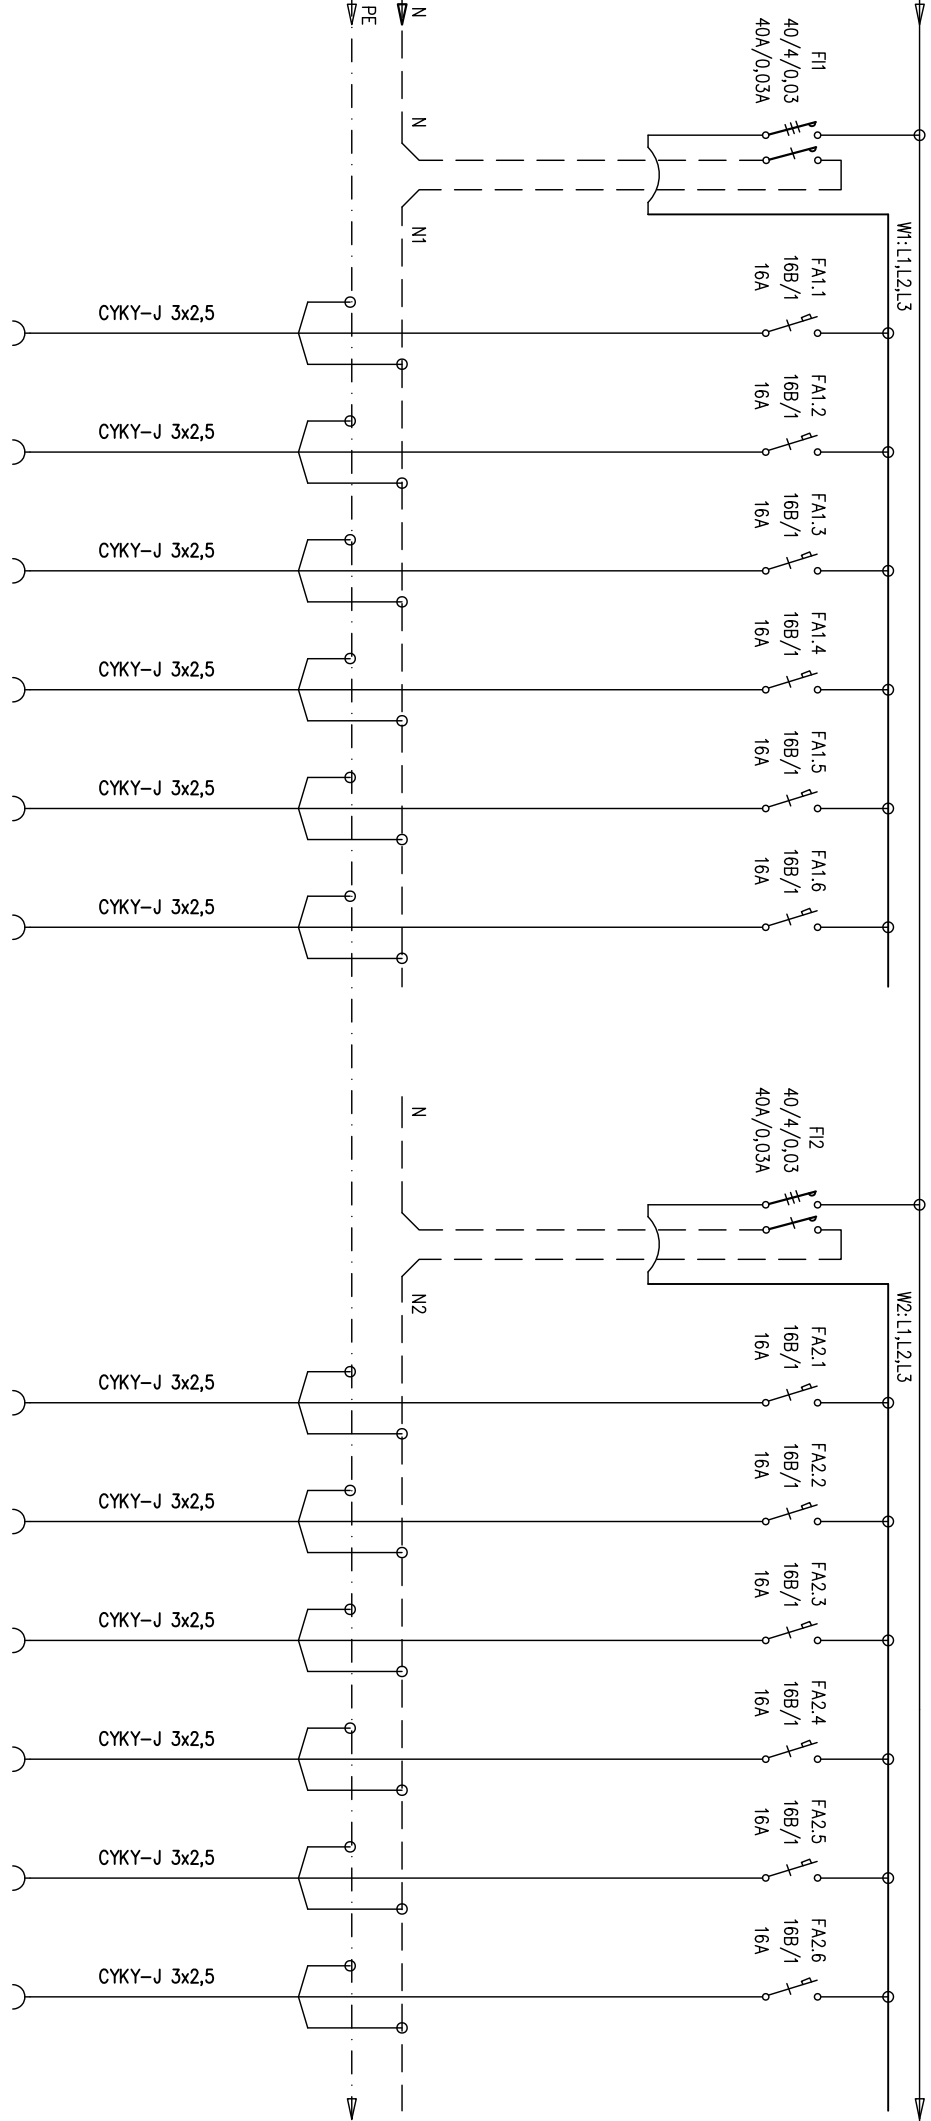 FI1
40/4/0,03
40A/0,03A
W1:L1,L2,L3
FA1.1
16B/1
16A
FA1.2
16B/1
16A
FA1.3
16B/1
16A
FA1.4
16B/1
16A
FA1.5
16B/1
16A
FA1.6
16B/1
16A
FI2
40/4/0,03
40A/0,03A
W2:L1,L2,L3
FA2.1
16B/1
16A
FA2.2
16B/1
16A
FA2.3
16B/1
16A
FA2.4
16B/1
16A
FA2.5
16B/1
16A
FA2.6
16B/1
16A
N
N
N1
N
N2
PE
CYKY-J 3x2,5
CYKY-J 3x2,5
CYKY-J 3x2,5
CYKY-J 3x2,5
CYKY-J 3x2,5
CYKY-J 3x2,5
CYKY-J 3x2,5
CYKY-J 3x2,5
CYKY-J 3x2,5
CYKY-J 3x2,5
CYKY-J 3x2,5
CYKY-J 3x2,5